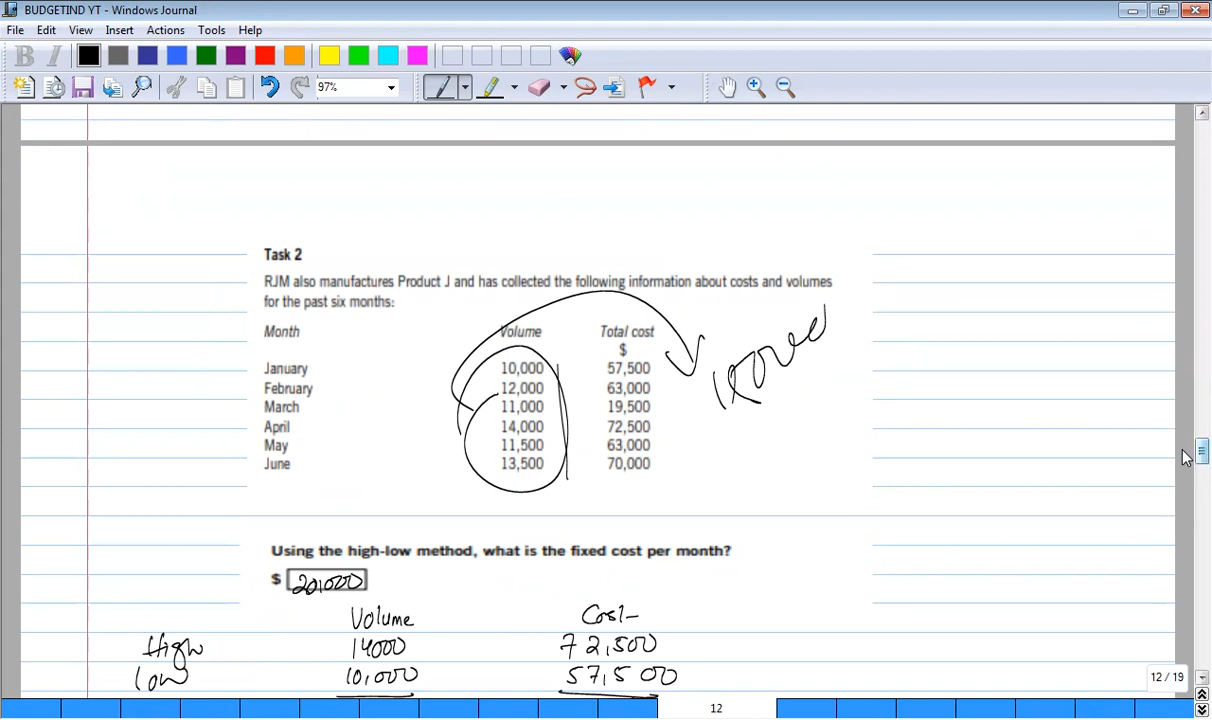 BUDGETIND YT - Windows Journal
File Edit View Insert Actions Tools Help
B I
97%
Task 2
RJM also manufactures Product J and has collected the following information about costs and volumes
for the past six months:
Month Volume Total cost
$
January 10,000 57,500
February 12,000 63,000
March 11,000 19,500
April 14,000 72,500
May 11,500 63,000
June 13,500 70,000
Using the high-low method, what is the fixed cost per month?
$ 20,000
Volume Cost
High 14000 72,500
low 10,000 57,500
12 / 19
12